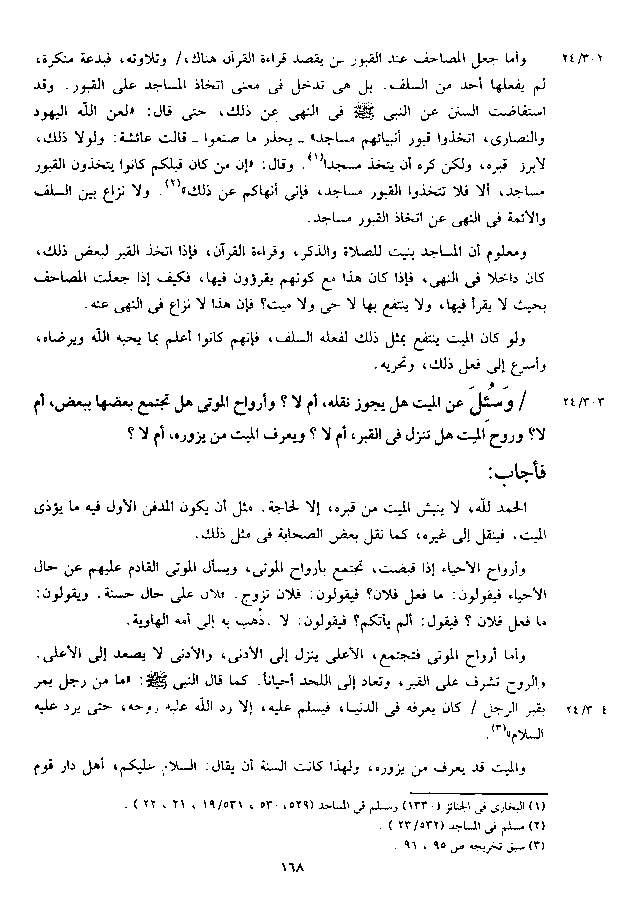 ٢٤/٣٠٢ وأما جعل المصاحف عند القبور لمن يقصد قراءة القرآن هناك، / وتلاوته، فبدعة منكرة،
لم يفعلها أحد من السلف. بل هى تدخل فى معنى اتخاذ المساجد على القبور. وقد
استفاضت السنن عن النبى ﷺ فى النهى عن ذلك، حتى قال: «لعن الله اليهود
والنصارى، اتخذوا قبور أنبيائهم مساجد» ـ يحذر ما صنعوا ـ قالت عائشة: ولولا ذلك،
لأبرز قبره، ولكن كره أن يتخذ مسجدا(١). وقال: «إن من كان قبلكم كانوا يتخذون القبور
مساجد، ألا فلا تتخذوا القبور مساجد، فإنى أنهاكم عن ذلك»(٢). ولا نزاع بين السلف
والأئمة فى النهى عن اتخاذ القبور مساجد.
ومعلوم أن المساجد بنيت للصلاة والذكر، وقراءة القرآن، فإذا اتخذ القبر لبعض ذلك،
كان داخلا فى النهى، فإذا كان هذا مع كونهم يقرؤون فيها، فكيف إذا جعلت المصاحف
بحيث لا يقرأ فيها، ولا ينتفع بها لا حى ولا ميت؟ فإن هذا لا نزاع فى النهى عنه.
ولو كان الميت ينتفع بمثل ذلك لفعله السلف، فإنهم كانوا أعلم بما يحبه الله ويرضاه،
وأسرع إلى فعل ذلك، وتحريه.
٢٤/٣٠٣ / وَسُئلَ عن الميت هل يجوز نقله، أم لا ؟ وأرواح الموتى هل تجتمع بعضها ببعض، أم
لا؟ وروح الميت هل تنزل فى القبر، أم لا ؟ ويعرف الميت من يزوره، أم لا ؟
فأجاب:
الحمد لله، لا ينبش الميت من قبره، إلا لحاجة. مثل أن يكون المدفن الأول فيه ما يؤذى
الميت، فينقل إلى غيره، كما نقل بعض الصحابة فى مثل ذلك.
وأرواح الأحياء إذا قبضت، تجتمع بأرواح الموتى، ويسأل الموتى القادم عليهم عن حال
الأحياء فيقولون: ما فعل فلان؟ فيقولون: فلان تزوج. فلان على حال حسنة. ويقولون:
ما فعل فلان ؟ فيقول: ألم يأتكم؟ فيقولون: لا .ذُهب به إلى أمه الهاوية.
وأما أرواح الموتى فتجتمع، الأعلى ينزل إلى الأدنى، والأدنى لا يصعد إلى الأعلى.
والروح تشرف على القبر، وتعاد إلى اللحد أحياناً. كما قال النبى ﷺ: «ما من رجل يمر
٢٤/٣٠٤ بقبر الرجل / كان يعرفه فى الدنيا، فيسلم عليه، إلا رد الله عليه روحه، حتى يرد عليه
السلام»(٣).
والميت قد يعرف من يزوره، ولهذا كانت السنة أن يقال: السلام عليكم، أهل دار قوم
(١) البخارى فى الجنائز (١٣٣٠) ومسلم فى المساجد (٥٢٩، ٥٣٠ ، ١٩/٥٣١ ، ٢١ ، ٢٢ ) .
(٢) مسلم فى المساجد (٢٣/٥٣٢ ) .
(٣) سبق تخريجه ص ٩٥ ، ٩٦ .
١٦٨